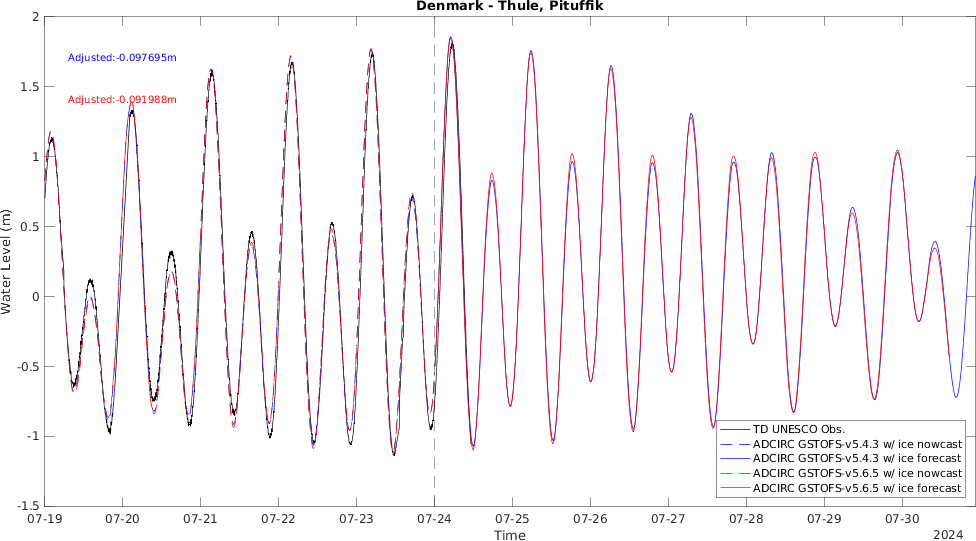 Denmark - Thule, Pituffik
2
1.5
1
0.5
0
-0.5
-1
-1.5
Water Level (m)
Adjusted:-0.097695m
Adjusted:-0.091988m
TD UNESCO Obs.
ADCIRC GSTOFS-v5.4.3 w/ ice nowcast
ADCIRC GSTOFS-v5.4.3 w/ ice forecast
ADCIRC GSTOFS-v5.6.5 w/ ice nowcast
ADCIRC GSTOFS-v5.6.5 w/ ice forecast
07-19 07-20 07-21 07-22 07-23 07-24 07-25 07-26 07-27 07-28 07-29 07-30
Time
2024